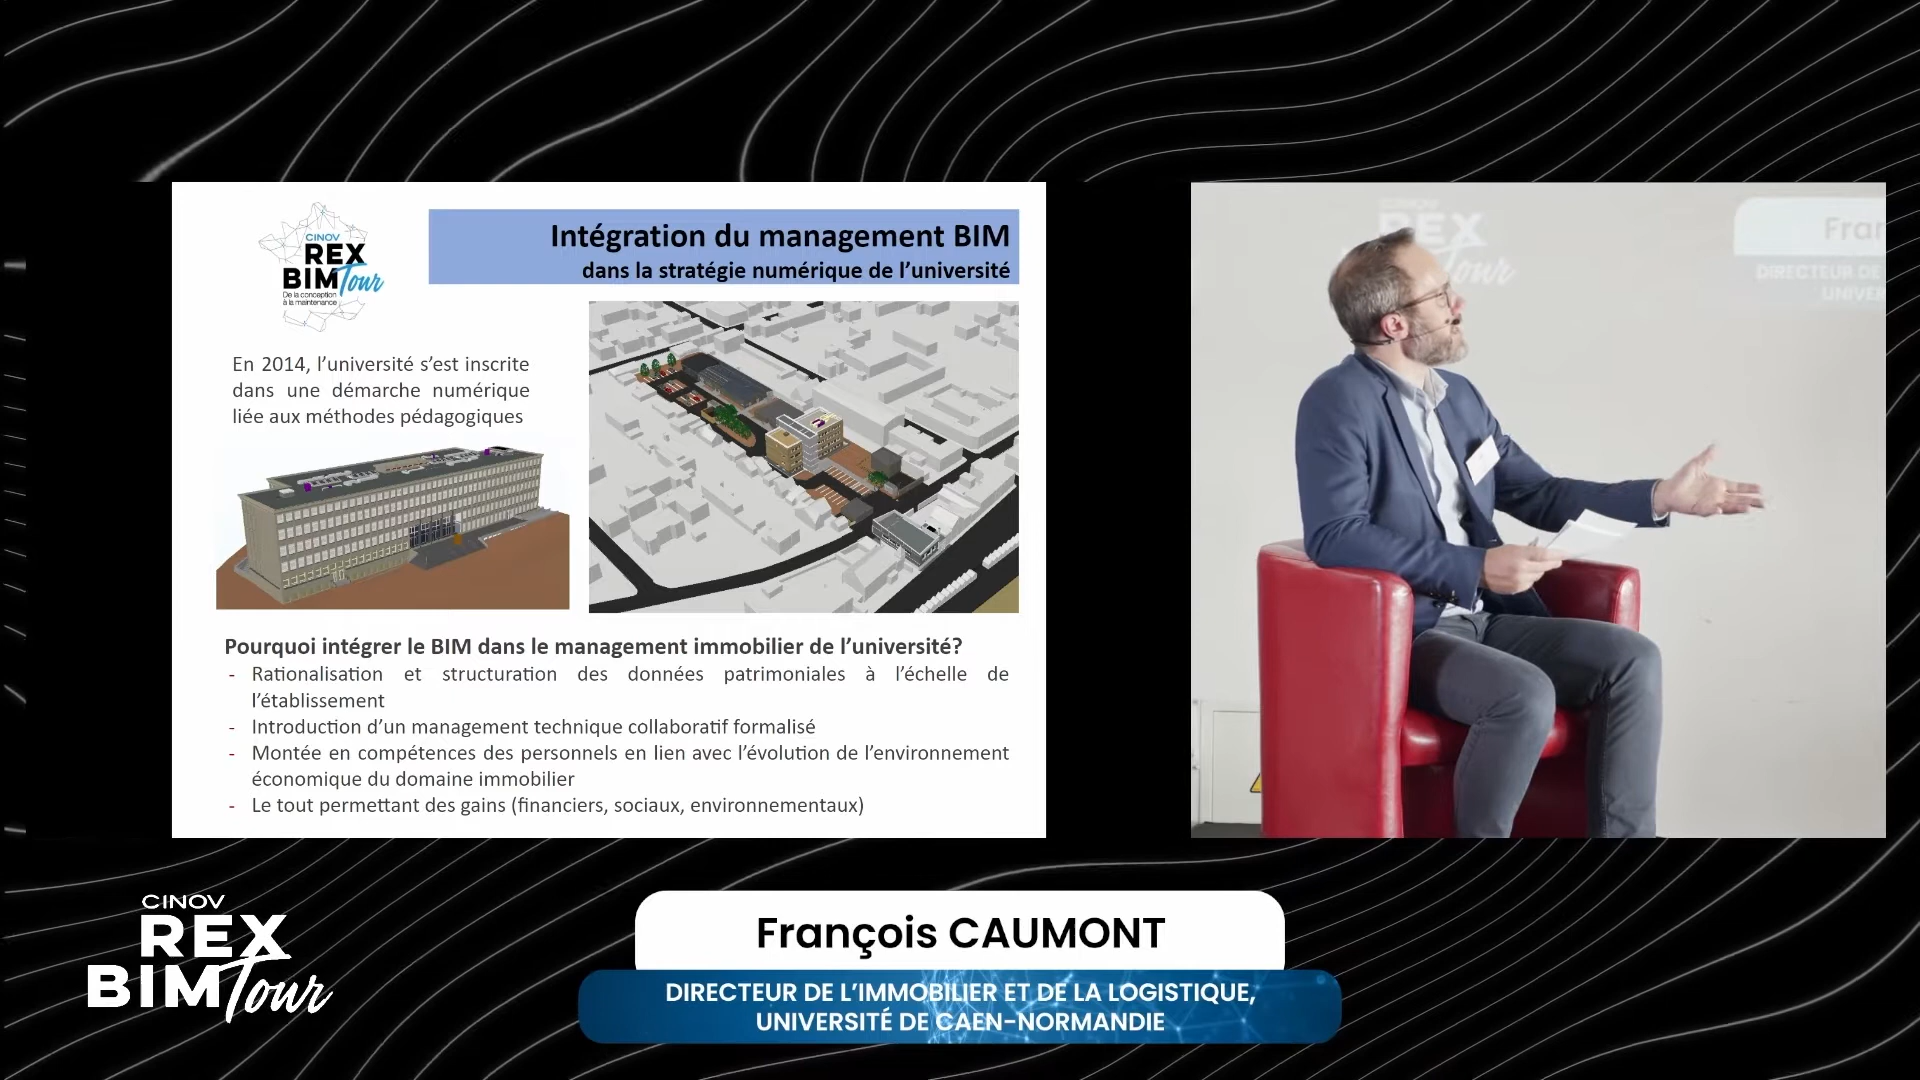 CINOV
REX
BIM Tour
De la conception
à la maintenance
Intégration du management BIM
dans la stratégie numérique de l’université
En 2014, l’université s’est inscrite
dans une démarche numérique
liée aux méthodes pédagogiques
Pourquoi intégrer le BIM dans le management immobilier de l’université?
- Rationalisation et structuration des données patrimoniales à l’échelle de
l’établissement
- Introduction d’un management technique collaboratif formalisé
- Montée en compétences des personnels en lien avec l’évolution de l’environnement
économique du domaine immobilier
- Le tout permettant des gains (financiers, sociaux, environnementaux)
REX
Tour
Fran
DIRECTEUR DE
UNIVER
CINOV
REX
BIM Tour
François CAUMONT
DIRECTEUR DE L’IMMOBILIER ET DE LA LOGISTIQUE,
UNIVERSITÉ DE CAEN-NORMANDIE